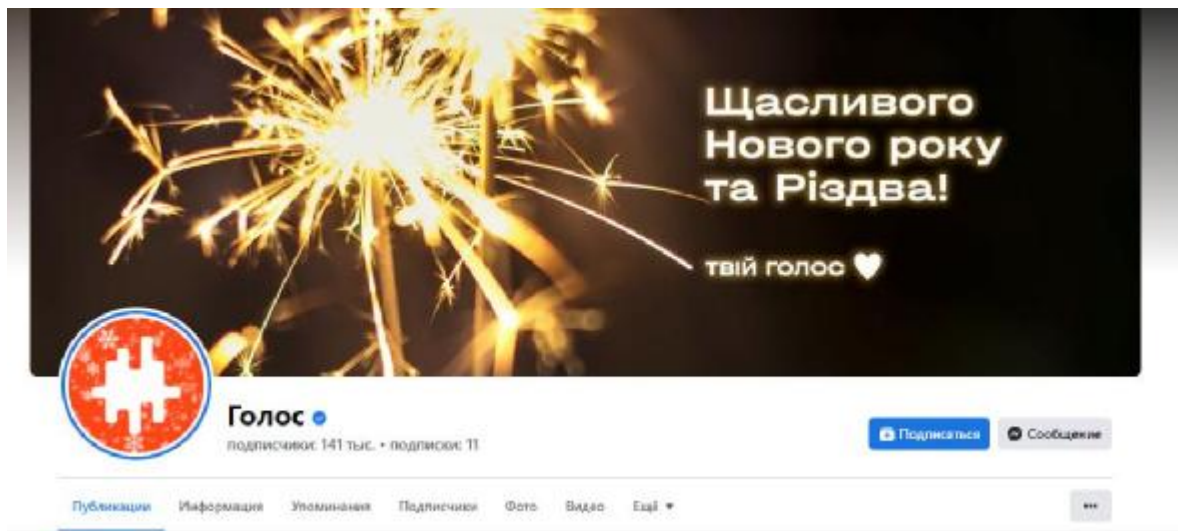 Щасливого
Нового року
та Різдва!
твій голос
Голос
подписчики: 141 тыс. • подписки: 11
Подписаться
Сообщение
Публикации Информация Упоминания Подписчики Фото Видео Ещё